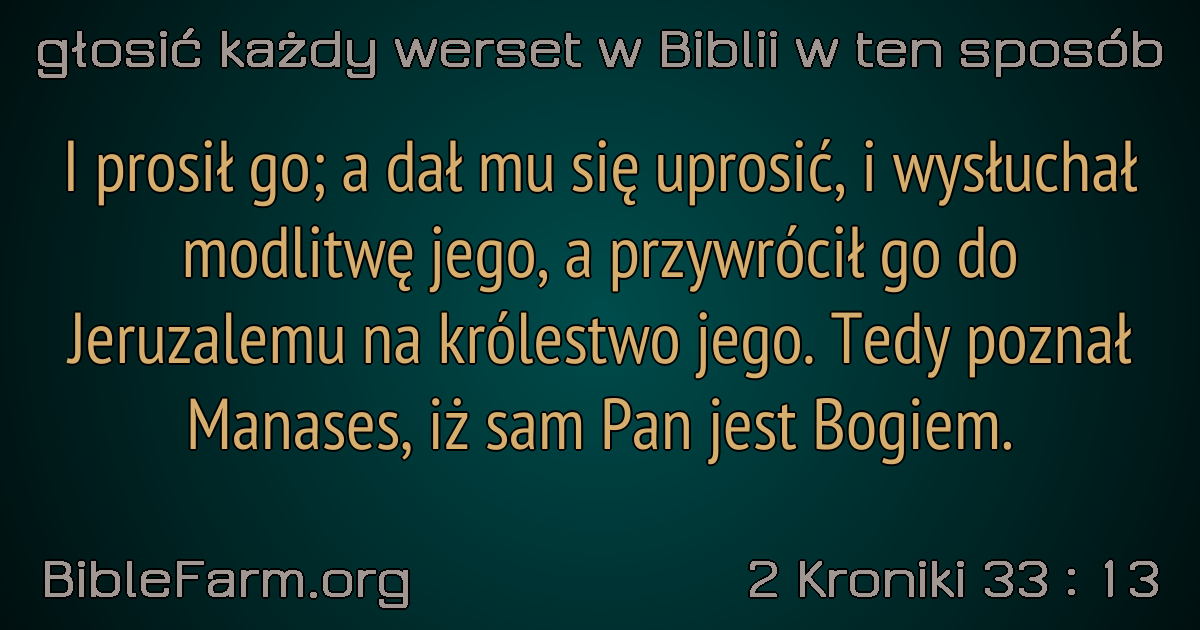 głosić każdy werset w Biblii w ten sposób
I prosił go; a dał mu się uprosić, i wysłuchał
modlitwę jego, a przywrócił go do
Jeruzalemu na królestwo jego. Tedy poznał
Manases, iż sam Pan jest Bogiem.
BibleFarm.org
2 Kroniki 33 : 13